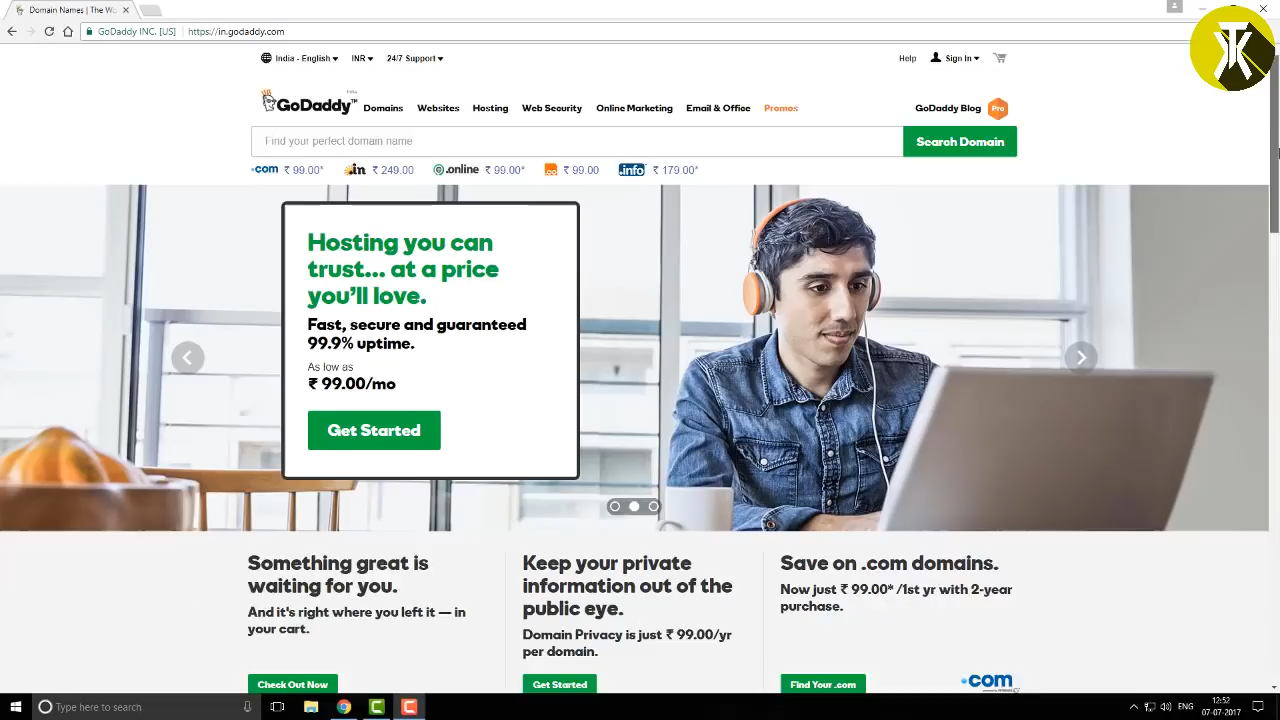 Domain Names | The Wo
GoDaddy INC. [US] https://in.godaddy.com
India - English INR 24/7 Support Help Sign In
India
GoDaddy™ Domains Websites Hosting Web Security Online Marketing Email & Office Promos GoDaddy Blog Pro
Find your perfect domain name Search Domain
.com ₹ 99.00* .in ₹ 249.00 .online ₹ 99.00* .co ₹ 99.00 .info ₹ 179.00*
Hosting you can
trust... at a price
you'll love.
Fast, secure and guaranteed
99.9% uptime.
As low as
₹ 99.00/mo
Get Started
Something great is
waiting for you.
And it's right where you left it — in
your cart.
Check Out Now
Keep your private
information out of the
public eye.
Domain Privacy is just ₹ 99.00/yr
per domain.
Get Started
Save on .com domains.
Now just ₹ 99.00* /1st yr with 2-year
purchase.
Find Your .com
.com
Type here to search
ENG
12:52
07-07-2017